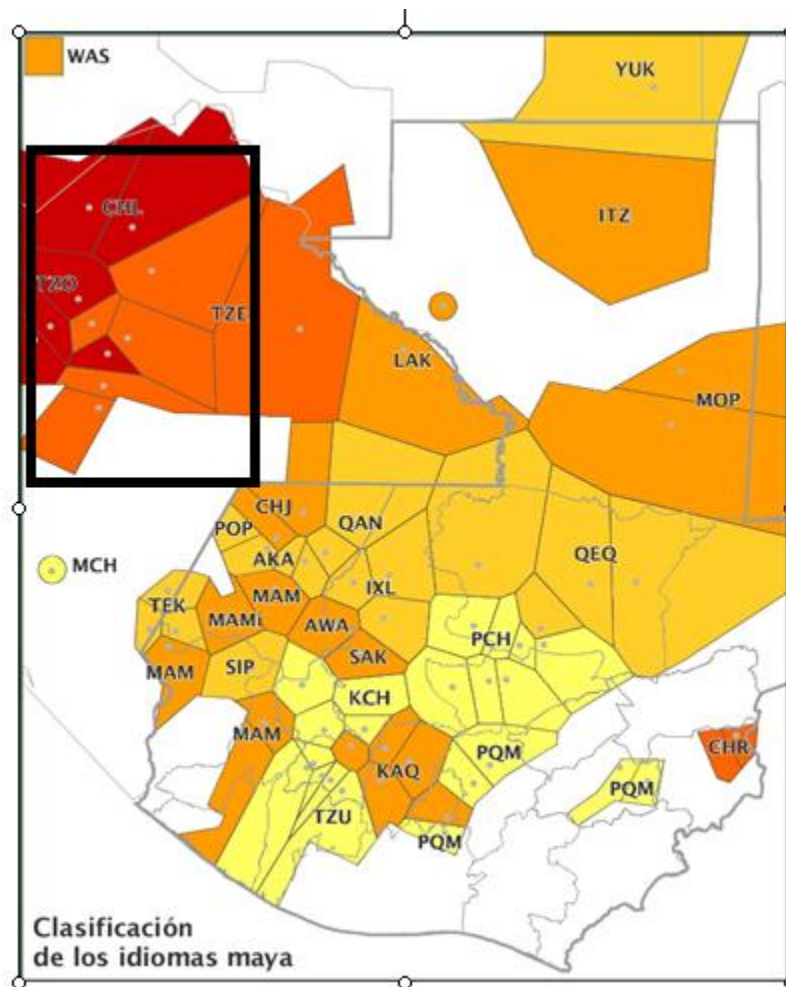 WAS
YUK
CHL
ITZ
TZO
TZE
LAK
MOP
CHJ
POP
QAN
AKA
QEQ
MCH
IXL
MAM
TEK
MAMi
AWA
PCH
SAK
MAM
SIP
KCH
MAM
CHR
PQM
KAQ
PQM
TZU
PQM
Clasificación
de los idiomas maya